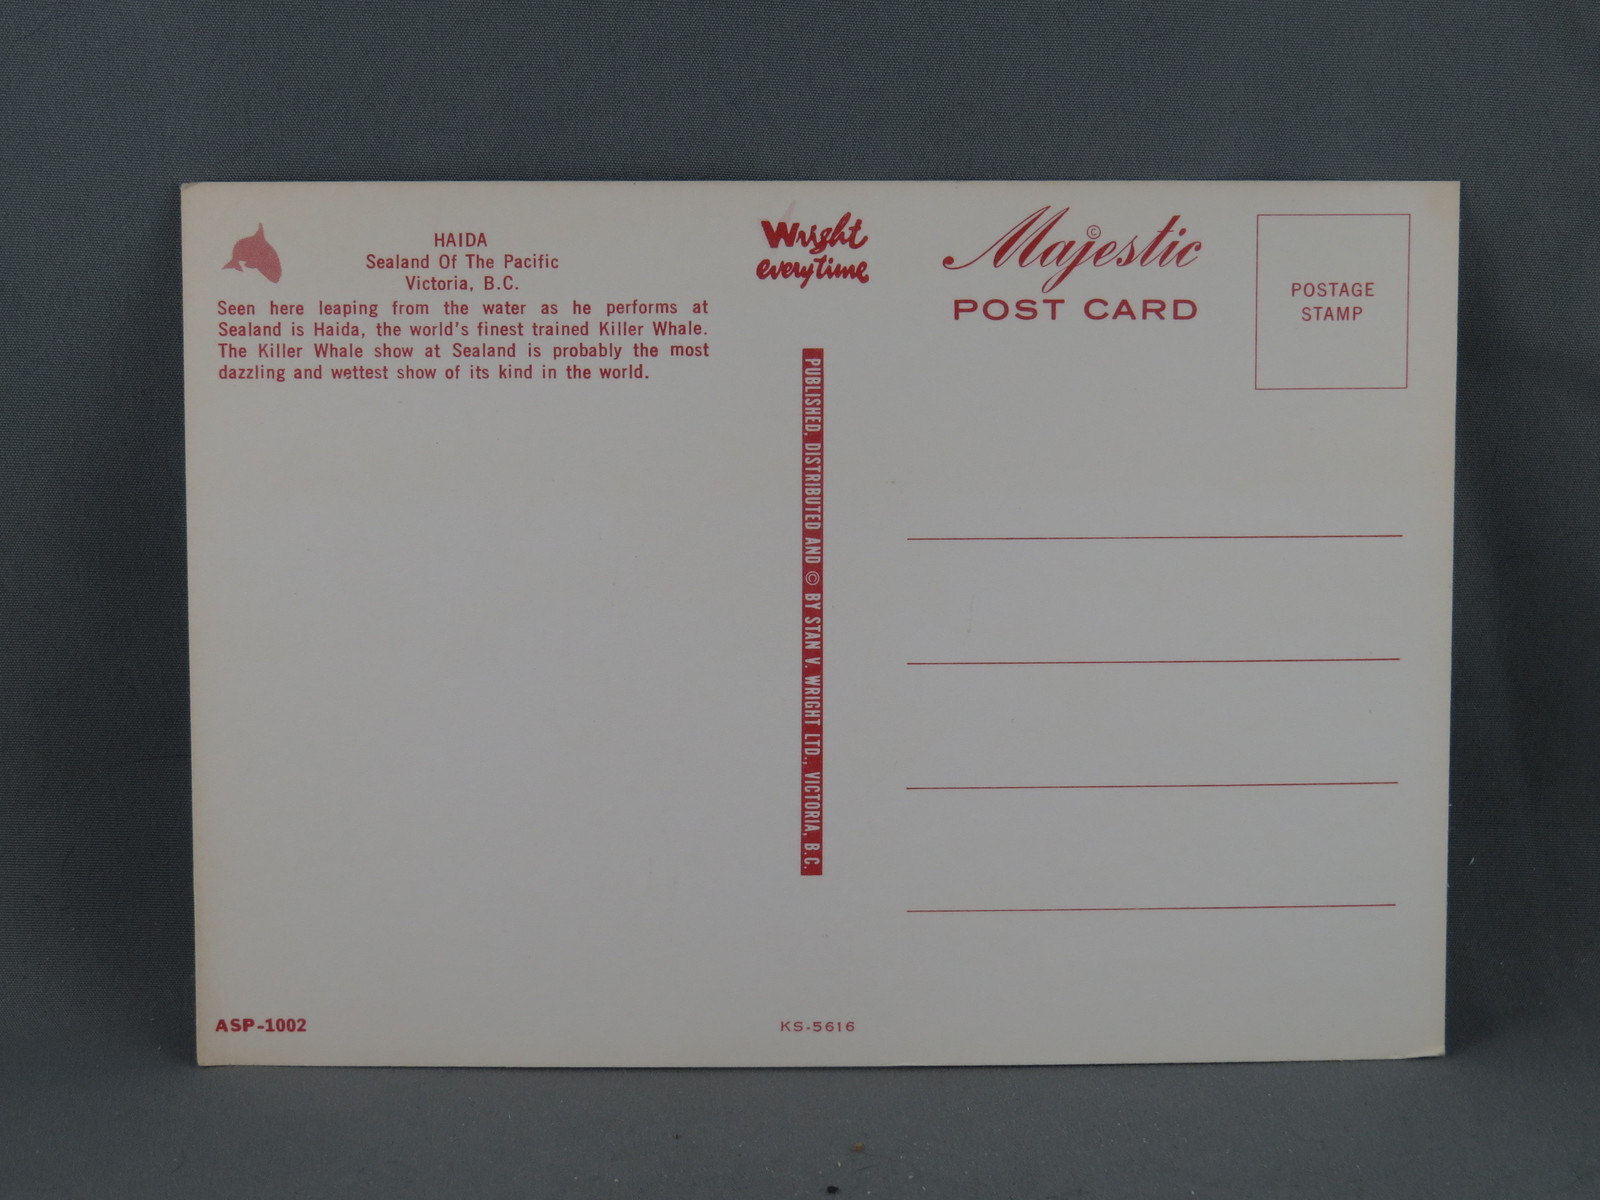 HAIDA
Sealand Of The Pacific
Victoria, B.C.
Seen here leaping from the water as he performs at
Sealand is Haida, the world's finest trained Killer Whale.
The Killer Whale show at Sealand is probably the most
dazzling and wettest show of its kind in the world.
Wright
everytime
PUBLISHED, DISTRIBUTED AND © BY STAN V. WRIGHT LTD., VICTORIA, B.C.
Majestic ©
POST CARD
POSTAGE
STAMP
ASP-1002
KS-5616